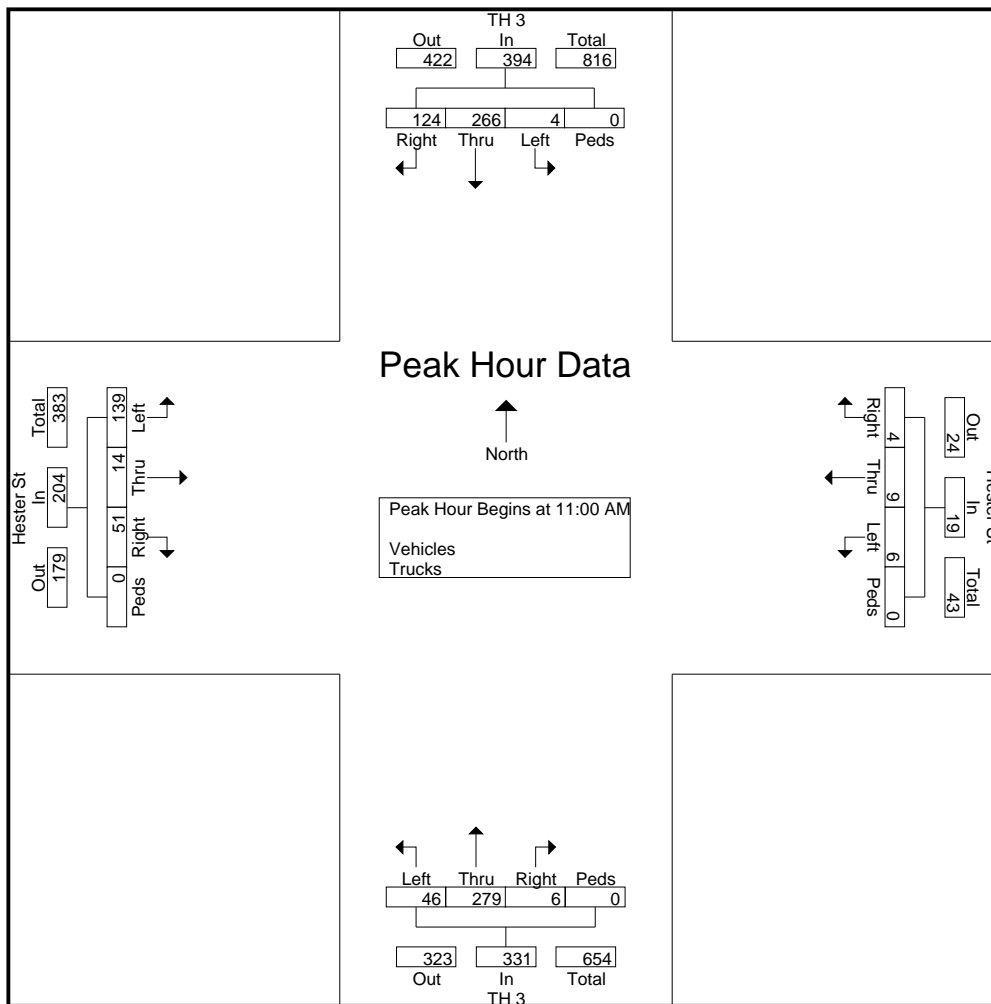 TH 3
Out In Total
422 394 816
124 266 4 0
Right Thru Left Peds
Peak Hour Data
North
Peak Hour Begins at 11:00 AM
Vehicles
Trucks
Hester St
Total In Out
383 204 179
139 14 51 0
Left Thru Right Peds
Right Thru Left Peds
4 9 6 0
Out In Total
24 19 43
Hester St
Left Thru Right Peds
46 279 6 0
323 331 654
Out In Total
TH 3